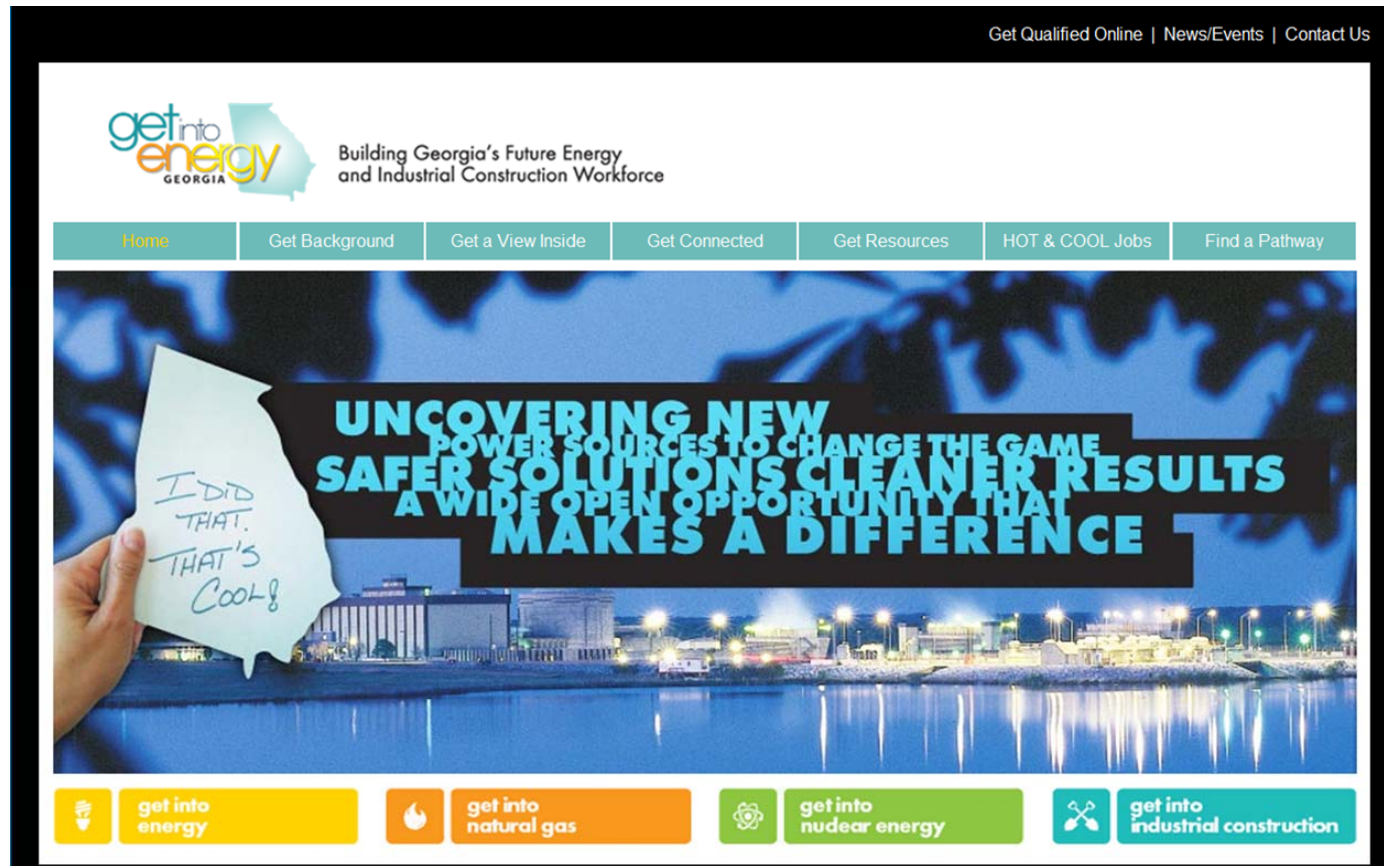 Get Qualified Online | News/Events | Contact Us
get into
energy
GEORGIA
Building Georgia's Future Energy
and Industrial Construction Workforce
Home Get Background Get a View Inside Get Connected Get Resources HOT & COOL Jobs Find a Pathway
UNCOVERING NEW
POWER SOURCES TO CHANGE THE GAME
SAFER SOLUTIONS CLEANER RESULTS
A WIDE OPEN OPPORTUNITY THAT
MAKES A DIFFERENCE
I DID
THAT.
THAT'S
COOL!
get into
energy
get into
natural gas
get into
nuclear energy
get into
industrial construction